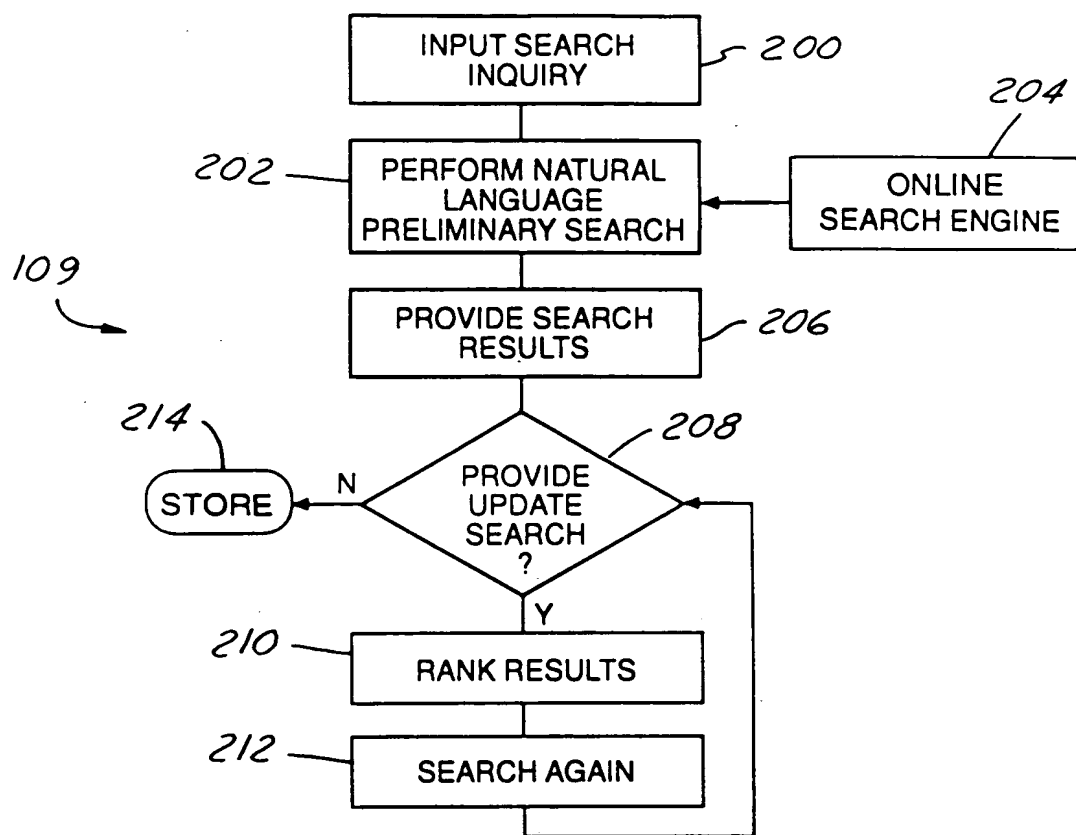 INPUT SEARCH
INQUIRY
200
204
202
PERFORM NATURAL
LANGUAGE
PRELIMINARY SEARCH
ONLINE
SEARCH ENGINE
109
PROVIDE SEARCH
RESULTS
206
214
208
STORE
N
PROVIDE
UPDATE
SEARCH
?
Y
210
RANK RESULTS
212
SEARCH AGAIN